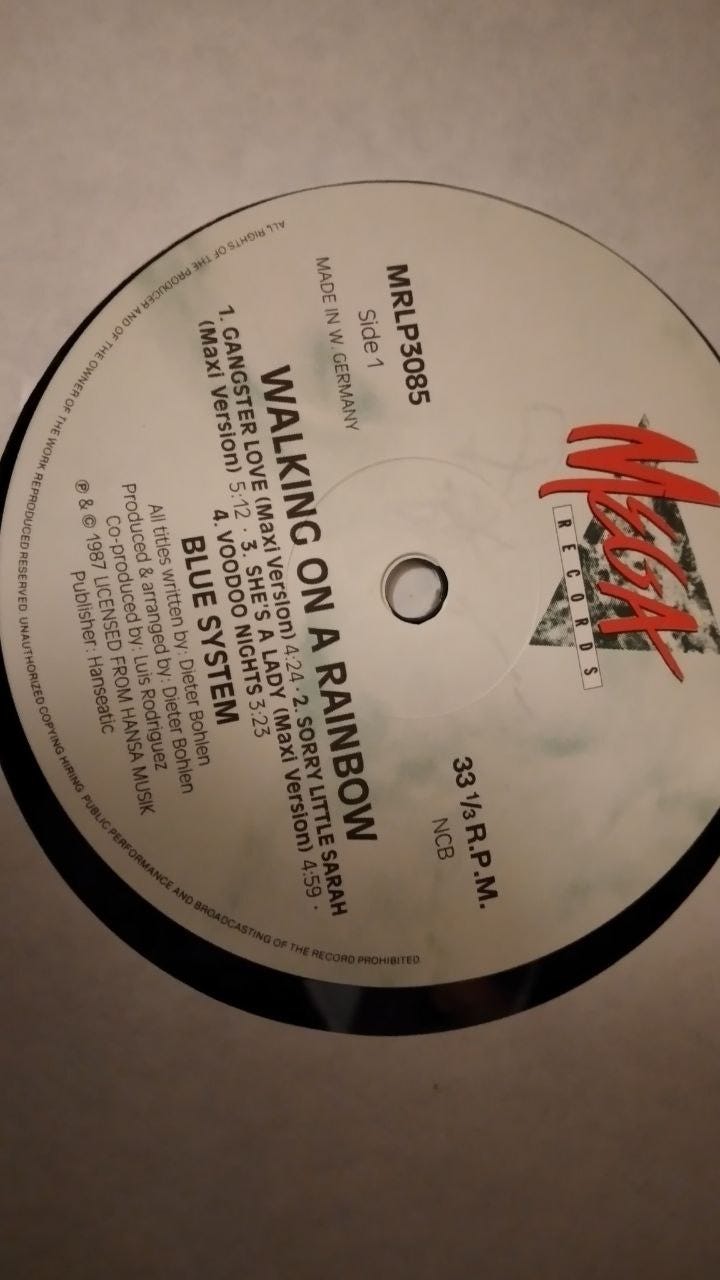 MEGA
RECORDS
MRLP3085
Side 1
MADE IN W. GERMANY
33 1/3 R.P.M.
NCB
WALKING ON A RAINBOW
1. GANGSTER LOVE (Maxi Version) 4:24 · 2. SORRY LITTLE SARAH
(Maxi Version) 5:12 · 3. SHE'S A LADY (Maxi Version) 4:59 ·
4. VOODOO NIGHTS 3:23
BLUE SYSTEM
All titles written by: Dieter Bohlen
Produced & arranged by: Dieter Bohlen
Co-produced by: Luis Rodriguez
℗ & © 1987 LICENSED FROM HANSA MUSIK
Publisher: Hanseatic
ALL RIGHTS OF THE PRODUCER AND OF THE OWNER OF THE WORK REPRODUCED RESERVED UNAUTHORIZED COPYING HIRING PUBLIC PERFORMANCE AND BROADCASTING OF THE RECORD PROHIBITED